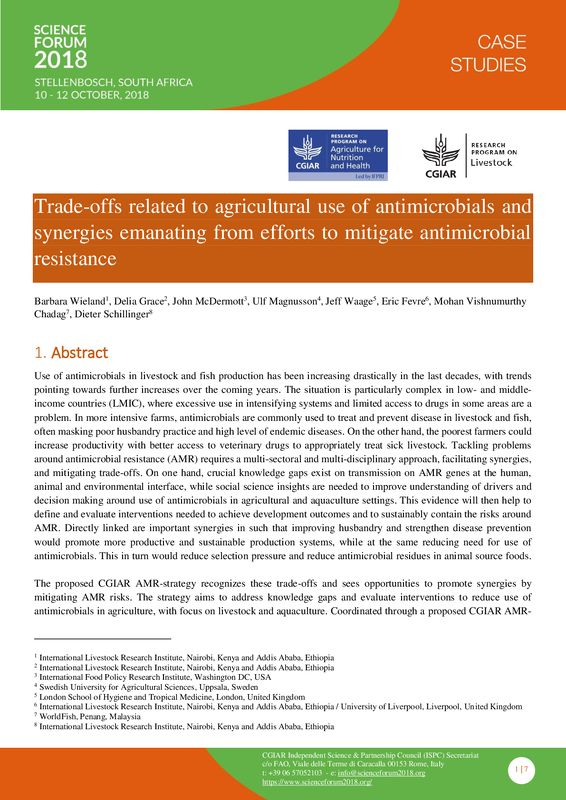 SCIENCE
FORUM
2018
STELLENBOSCH, SOUTH AFRICA
10 - 12 OCTOBER, 2018
CASE
STUDIES
CGIAR
RESEARCH
PROGRAM ON
Agriculture for
Nutrition
and Health
Led by IFPRI
CGIAR
RESEARCH
PROGRAM ON
Livestock
Trade-offs related to agricultural use of antimicrobials and
synergies emanating from efforts to mitigate antimicrobial
resistance
Barbara Wieland1, Delia Grace2, John McDermott3, Ulf Magnusson4, Jeff Waage5, Eric Fevre6, Mohan Vishnumurthy
Chadag7, Dieter Schillinger8
1. Abstract
Use of antimicrobials in livestock and fish production has been increasing drastically in the last decades, with trends
pointing towards further increases over the coming years. The situation is particularly complex in low- and middle-
income countries (LMIC), where excessive use in intensifying systems and limited access to drugs in some areas are a
problem. In more intensive farms, antimicrobials are commonly used to treat and prevent disease in livestock and fish,
often masking poor husbandry practice and high level of endemic diseases. On the other hand, the poorest farmers could
increase productivity with better access to veterinary drugs to appropriately treat sick livestock. Tackling problems
around antimicrobial resistance (AMR) requires a multi-sectoral and multi-disciplinary approach, facilitating synergies,
and mitigating trade-offs. On one hand, crucial knowledge gaps exist on transmission on AMR genes at the human,
animal and environmental interface, while social science insights are needed to improve understanding of drivers and
decision making around use of antimicrobials in agricultural and aquaculture settings. This evidence will then help to
define and evaluate interventions needed to achieve development outcomes and to sustainably contain the risks around
AMR. Directly linked are important synergies in such that improving husbandry and strengthen disease prevention
would promote more productive and sustainable production systems, while at the same reducing need for use of
antimicrobials. This in turn would reduce selection pressure and reduce antimicrobial residues in animal source foods.
The proposed CGIAR AMR-strategy recognizes these trade-offs and sees opportunities to promote synergies by
mitigating AMR risks. The strategy aims to address knowledge gaps and evaluate interventions to reduce use of
antimicrobials in agriculture, with focus on livestock and aquaculture. Coordinated through a proposed CGIAR AMR-
1 International Livestock Research Institute, Nairobi, Kenya and Addis Ababa, Ethiopia
2 International Livestock Research Institute, Nairobi, Kenya and Addis Ababa, Ethiopia
3 International Food Policy Research Institute, Washington DC, USA
4 Swedish University for Agricultural Sciences, Uppsala, Sweden
5 London School of Hygiene and Tropical Medicine, London, United Kingdom
6 International Livestock Research Institute, Nairobi, Kenya and Addis Ababa, Ethiopia / University of Liverpool, Liverpool, United Kingdom
7 WorldFish, Penang, Malaysia
8 International Livestock Research Institute, Nairobi, Kenya and Addis Ababa, Ethiopia
CGIAR Independent Science & Partnership Council (ISPC) Secretariat
c/o FAO, Viale delle Terme di Caracalla 00153 Rome, Italy
t: +39 06 57052103 - e: info@scienceforum2018.org
https://www.scienceforum2018.org/
1 | 7